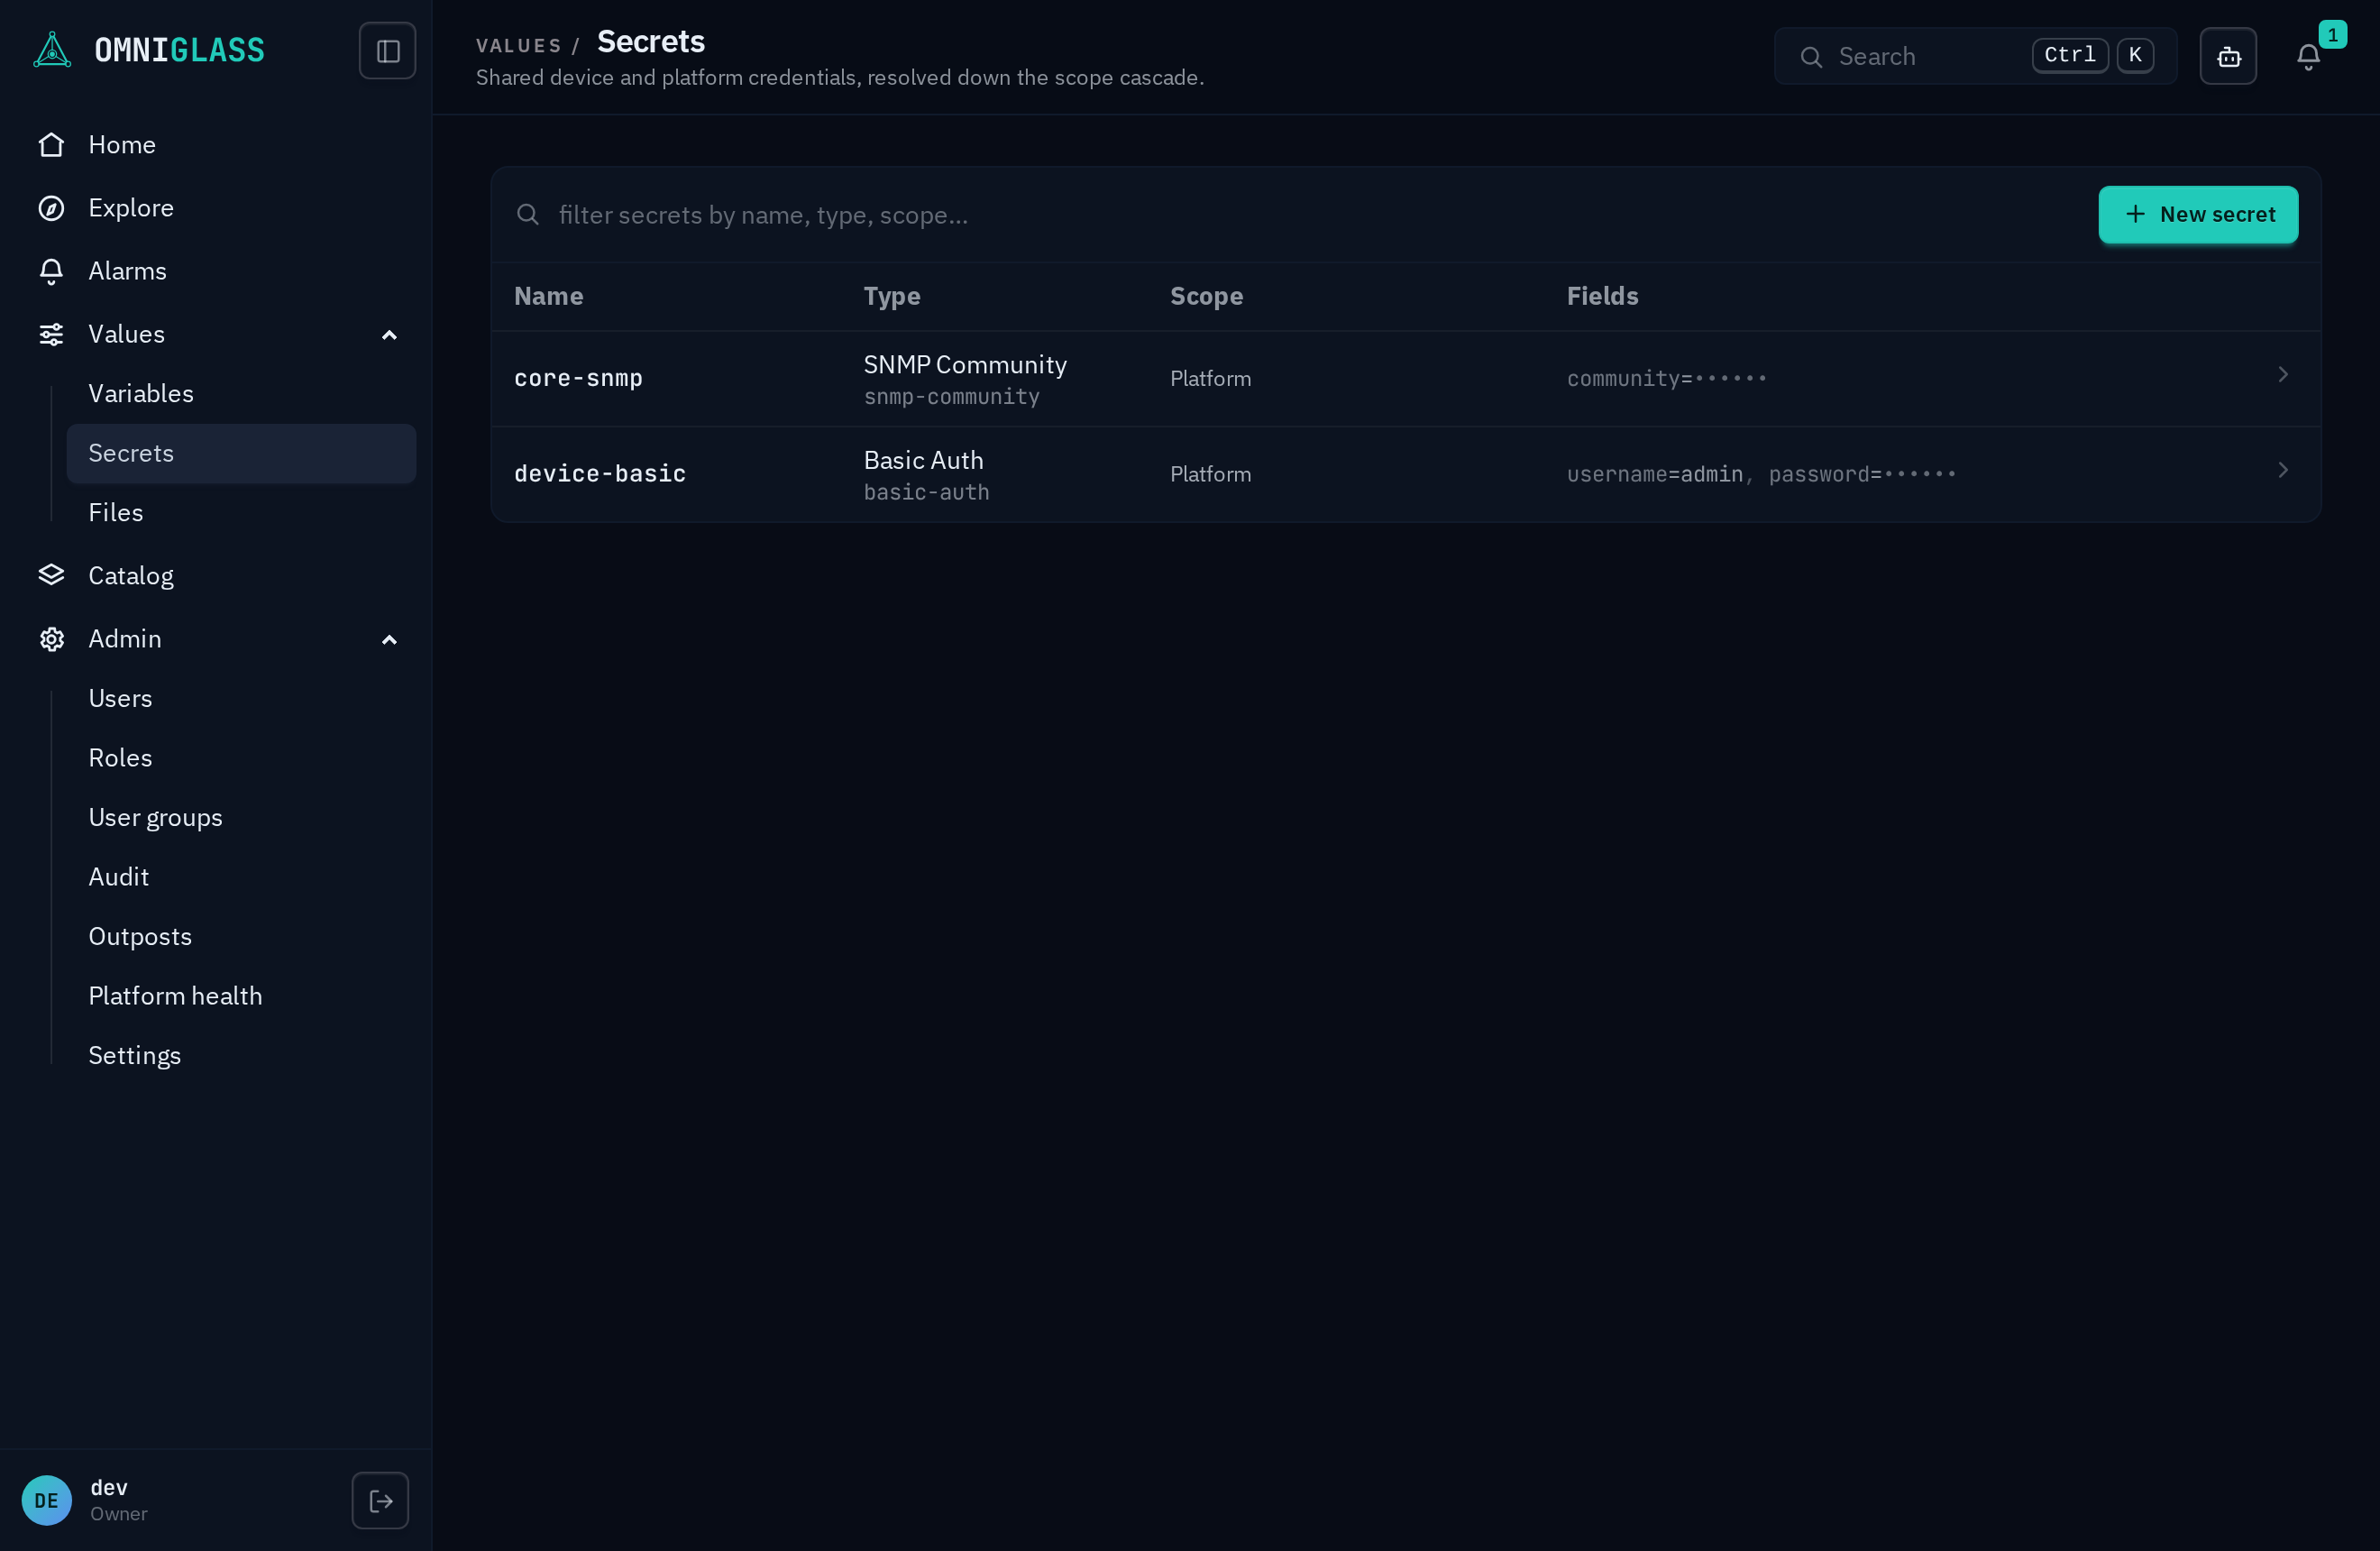 OMNIGLASS
VALUES / Secrets
Shared device and platform credentials, resolved down the scope cascade.
Search Ctrl K
1
Home
Explore
Alarms
Values
Variables
Secrets
Files
Catalog
Admin
Users
Roles
User groups
Audit
Outposts
Platform health
Settings
DE
dev
Owner
filter secrets by name, type, scope...
New secret
Name Type Scope Fields
core-snmp SNMP Community Platform community=••••••
snmp-community
device-basic Basic Auth Platform username=admin, password=••••••
basic-auth